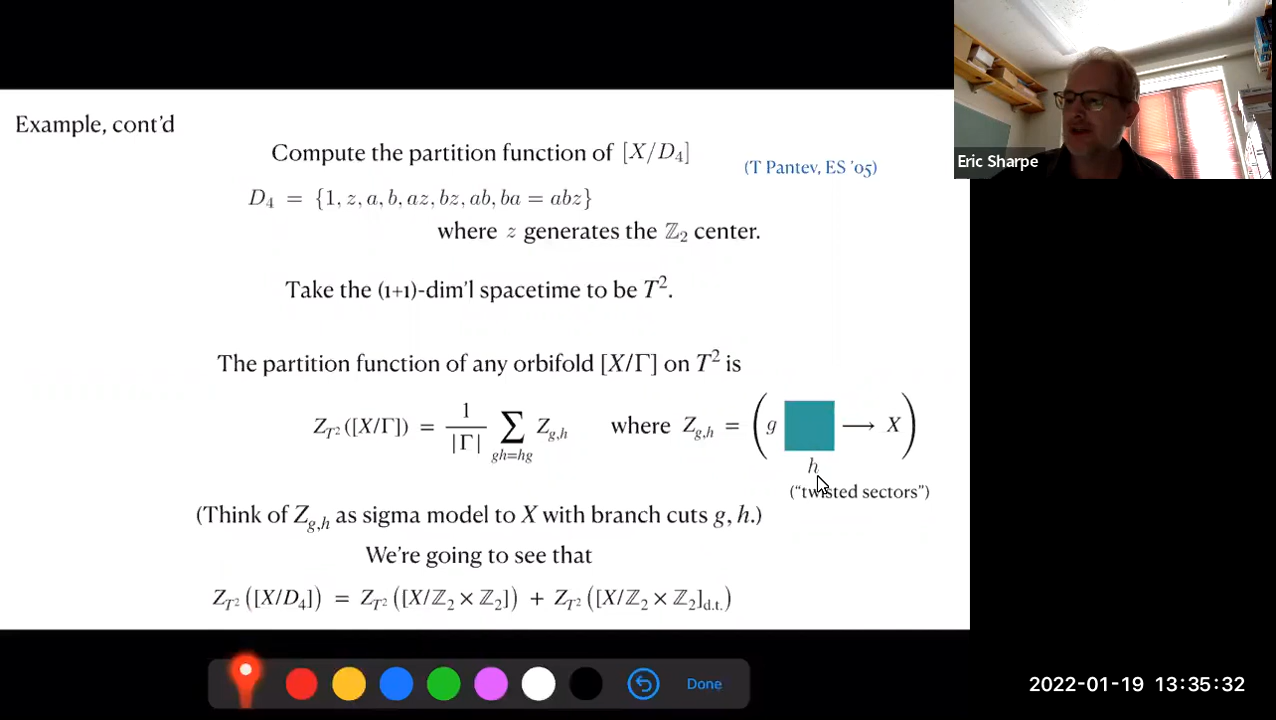 Example, cont'd
Compute the partition function of [X/D₄]
(T Pantev, ES '05)
D₄ = {1, z, a, b, az, bz, ab, ba = abz}
where z generates the ℤ₂ center.
Take the (1+1)-dim'l spacetime to be T².
The partition function of any orbifold [X/Γ] on T² is
Z_{T²}([X/Γ]) = 1/|Γ| ∑_{gh=hg} Z_{g,h} where Z_{g,h} = (g ⟶ X)
h
("twisted sectors")
(Think of Z_{g,h} as sigma model to X with branch cuts g, h.)
We're going to see that
Z_{T²}([X/D₄]) = Z_{T²}([X/ℤ₂ × ℤ₂]) + Z_{T²}([X/ℤ₂ × ℤ₂]_{d.t.})
Eric Sharpe
Done
2022-01-19 13:35:32